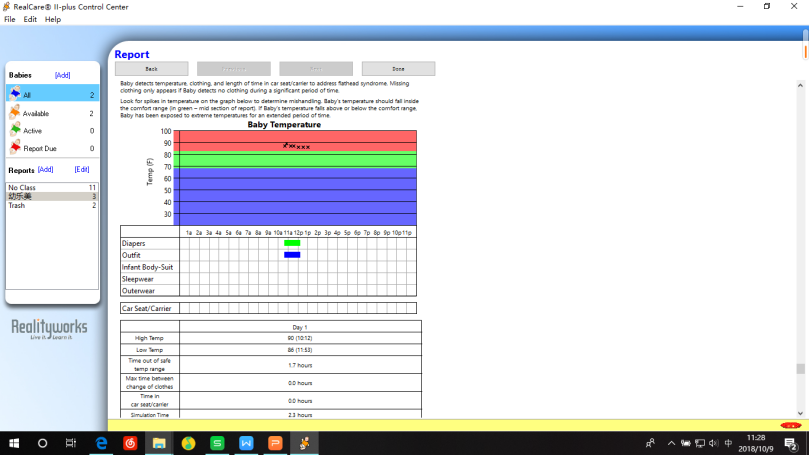 RealCare® II-plus Control Center
File Edit Help
Report
Back
Done
Babies [Add]
All 2
Available 2
Active 0
Report Due 0
Reports [Add] [Edit]
No Class 11
幼乐美 3
Trash 2
Realityworks
Live it Learn it
Baby detects temperature, clothing, and length of time in car seat/carrier to address flathead syndrome. Missing
clothing only appears if Baby detects no clothing during a significant period of time.
Look for spikes in temperature on the graph below to determine mishandling. Baby's temperature should fall inside
the comfort range (in green – mid section of report). If Baby's temperature falls above or below the comfort range,
Baby has been exposed to extreme temperatures for an extended period of time.
Baby Temperature
Temp (F)
100
90
80
70
60
50
40
30
1a 2a 3a 4a 5a 6a 7a 8a 9a 10a 11a 12p 1p 2p 3p 4p 5p 6p 7p 8p 9p 10p 11p
Diapers
Outfit
Infant Body-Suit
Sleepwear
Outerwear
Car Seat/Carrier
Day 1
High Temp 90 (10:12)
Low Temp 86 (11:53)
Time out of safe
temp range
1.7 hours
Max time between
change of clothes
0.0 hours
Time in
car seat/carrier
0.0 hours
Simulation Time 2.3 hours
中
11:28
2018/10/9
2